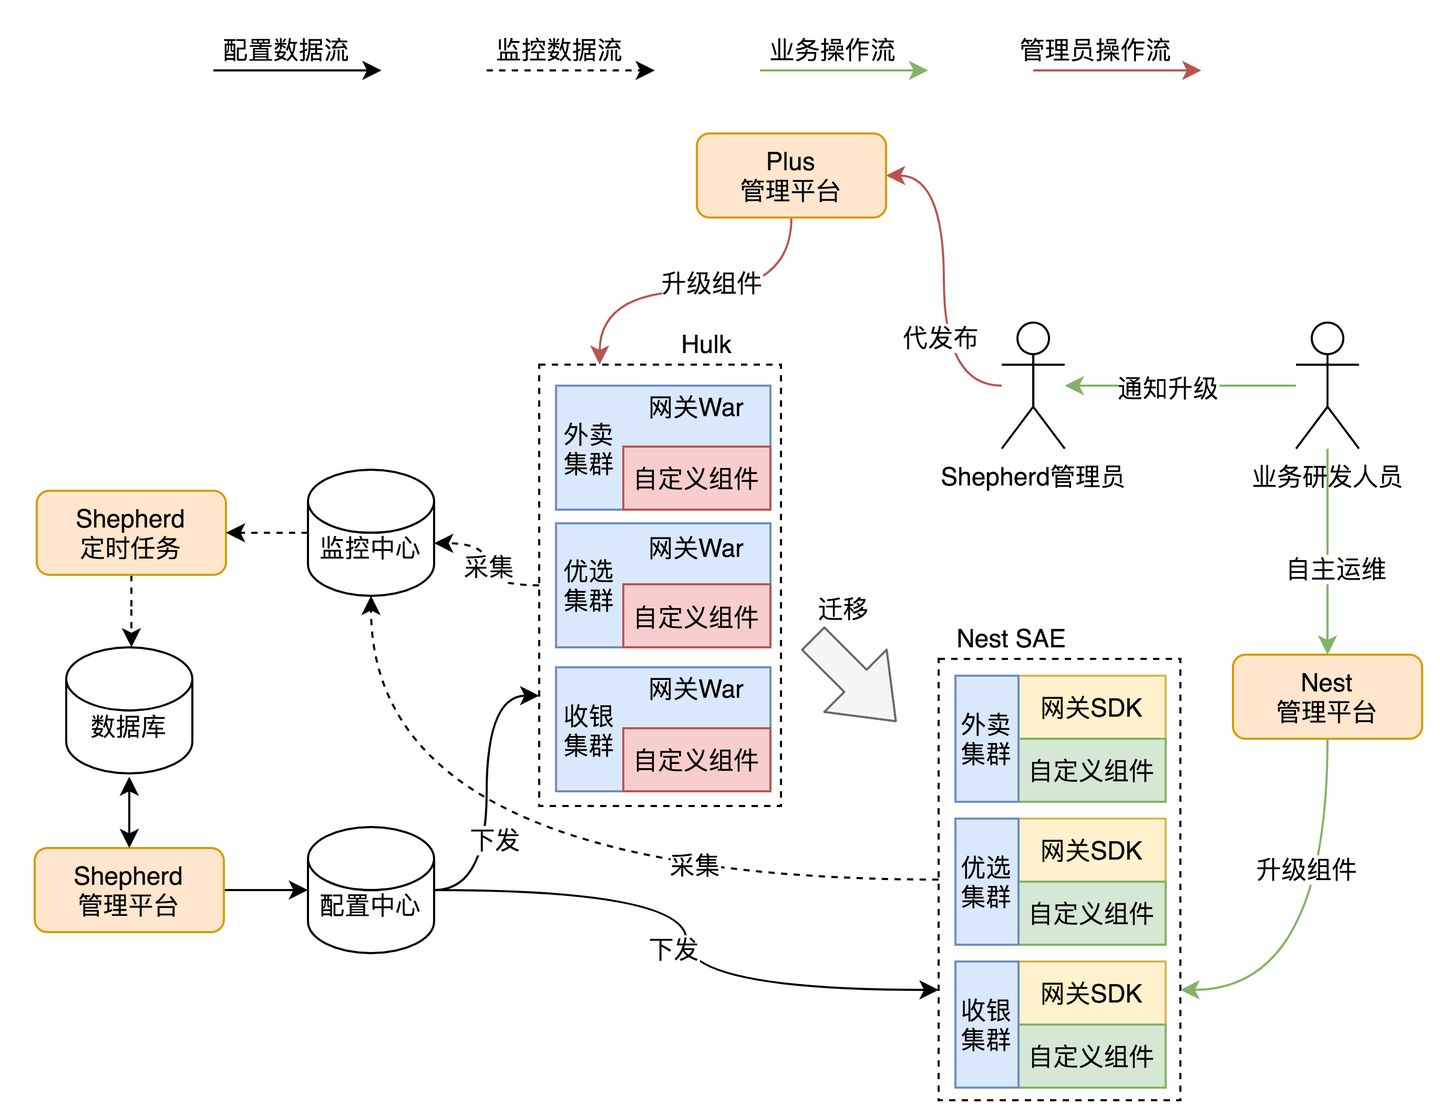 配置数据流
监控数据流
业务操作流
管理员操作流
Plus
管理平台
升级组件
代发布
Hulk
通知升级
Shepherd管理员
业务研发人员
网关War
外卖
集群
自定义组件
网关War
优选
集群
自定义组件
网关War
收银
集群
自定义组件
Shepherd
定时任务
监控中心
采集
数据库
Shepherd
管理平台
配置中心
下发
采集
下发
迁移
自主运维
Nest
管理平台
升级组件
Nest SAE
外卖
集群
网关SDK
自定义组件
优选
集群
网关SDK
自定义组件
收银
集群
网关SDK
自定义组件